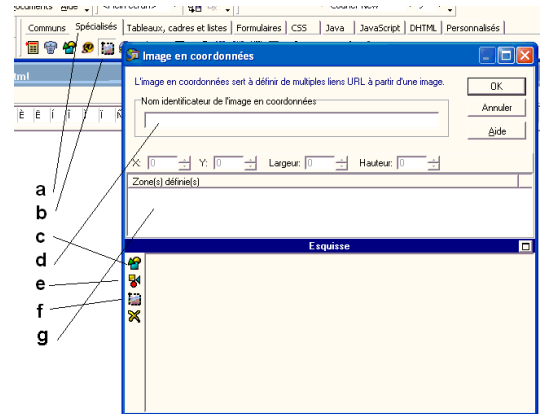 Aide
Courier New
Communs Spécialisés Tableaux, cadres et listes Formulaires CSS Java JavaScript DHTML Personnalisés
Image en coordonnées
L'image en coordonnées sert à définir de multiples liens URL à partir d'une image.
OK
Nom identificateur de l'image en coordonnées
Annuler
Aide
È Ë Í Ì Î Ï Ñ
X: 0 Y: 0 Largeur: 0 Hauteur: 0
Zone(s) définie(s)
Esquisse
a
b
c
d
e
f
g